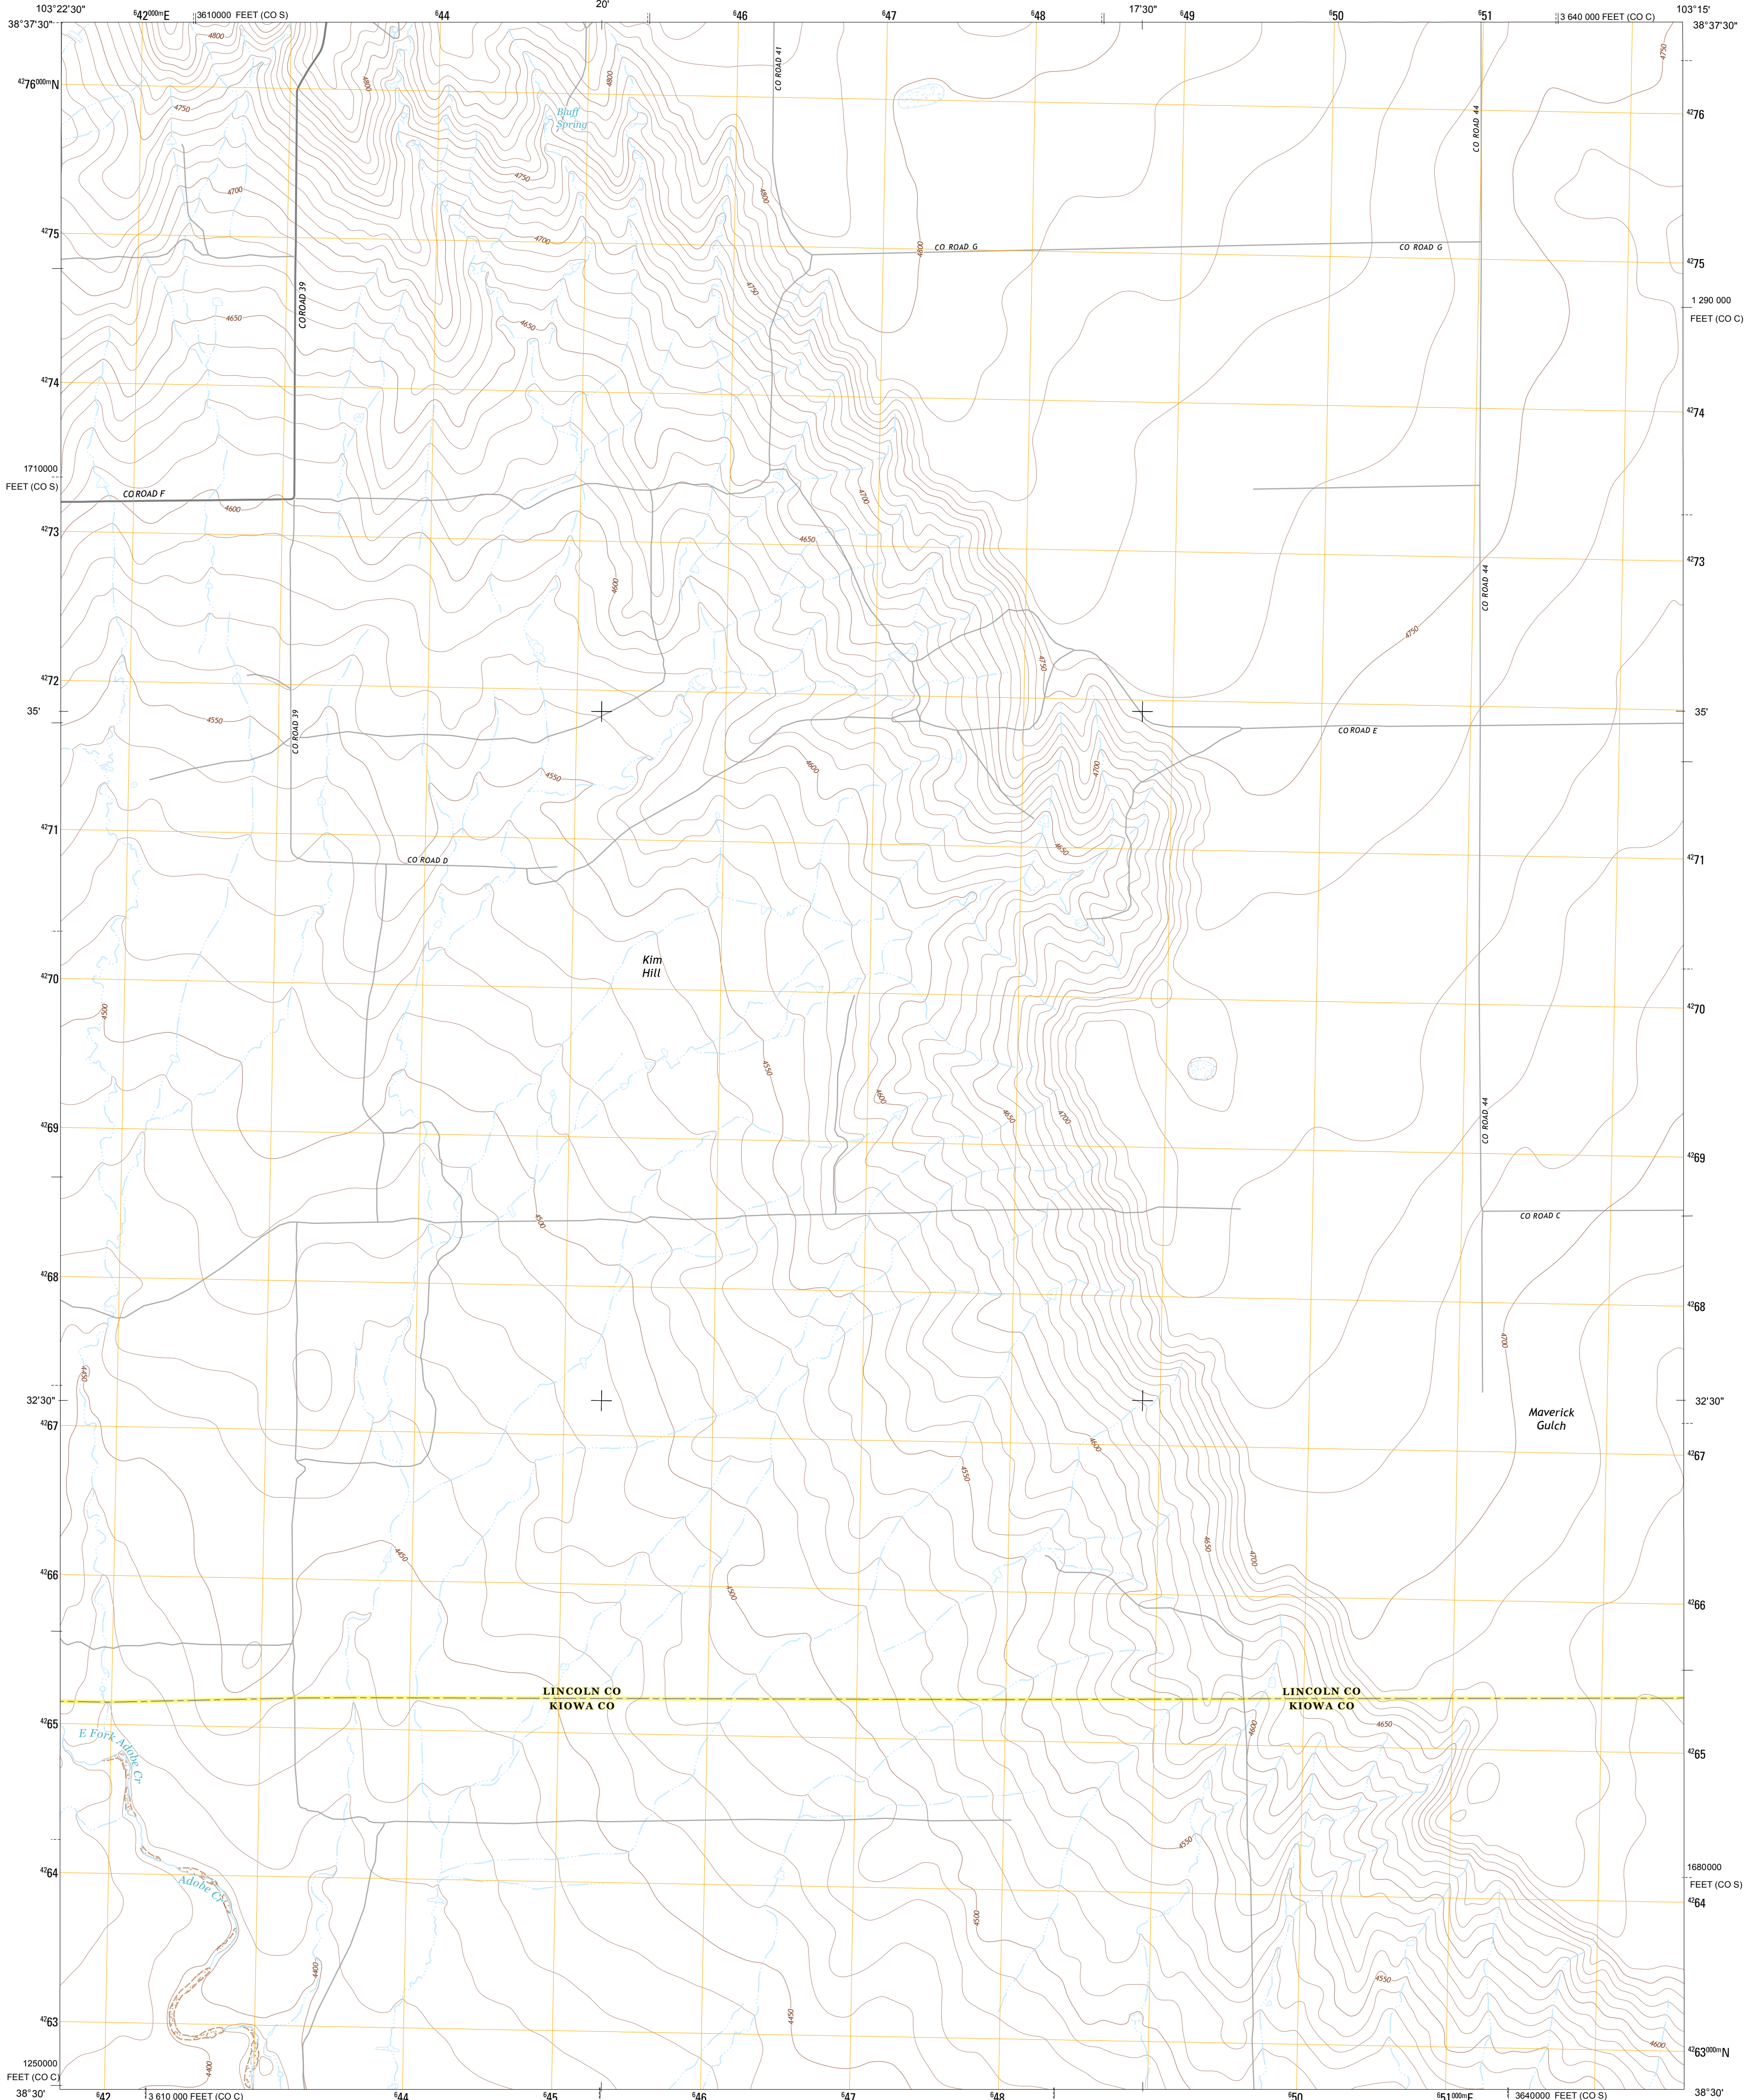 103°22'30"
⁶42⁰⁰⁰ᵐE
3610000 FEET (CO S)
⁶44
20'
⁶46
⁶47
⁶48
17'30"
⁶49
⁶50
⁶51
3 640 000 FEET (CO C)
103°15'
38°37'30"
38°37'30"
4800
CO ROAD 41
4750
4800
4800
⁴²76⁰⁰⁰ᵐN
4750
Bluff
Spring
CO ROAD 44
⁴²76
4750
4700
4800
⁴²75
4700
4800
CO ROAD G
CO ROAD G
⁴²75
4750
CO ROAD 39
1 290 000
FEET (CO C)
4650
4650
⁴²74
⁴²74
1710000
FEET (CO S)
CO ROAD F
4600
4700
⁴²73
4650
⁴²73
4600
CO ROAD 44
4750
4750
⁴²72
35'
4550
CO ROAD 39
35'
CO ROAD E
4550
4600
4700
⁴²71
4650
CO ROAD D
⁴²71
Kim
Hill
⁴²70
4500
⁴²70
4550
4600
4650
4700
CO ROAD 44
⁴²69
⁴²69
4500
CO ROAD C
⁴²68
⁴²68
4700
4450
32'30"
32'30"
Maverick
Gulch
⁴²67
4600
4550
⁴²67
4650
4700
4450
⁴²66
4500
⁴²66
LINCOLN CO
LINCOLN CO
KIOWA CO
KIOWA CO
⁴²65
E Fork Adobe Cr
4600
4650
⁴²65
4550
1680000
FEET (CO S)
⁴²64
Adobe Cr
⁴²64
4500
4400
4550
⁴²63
4450
4600
⁴²63⁰⁰⁰ᵐN
1250000
FEET (CO C)
4400
38°30'
38°30'
⁶42
3 610 000 FEET (CO C)
⁶44
⁶45
⁶46
⁶47
⁶48
⁶50
⁶51⁰⁰⁰ᵐE
3640000 FEET (CO S)